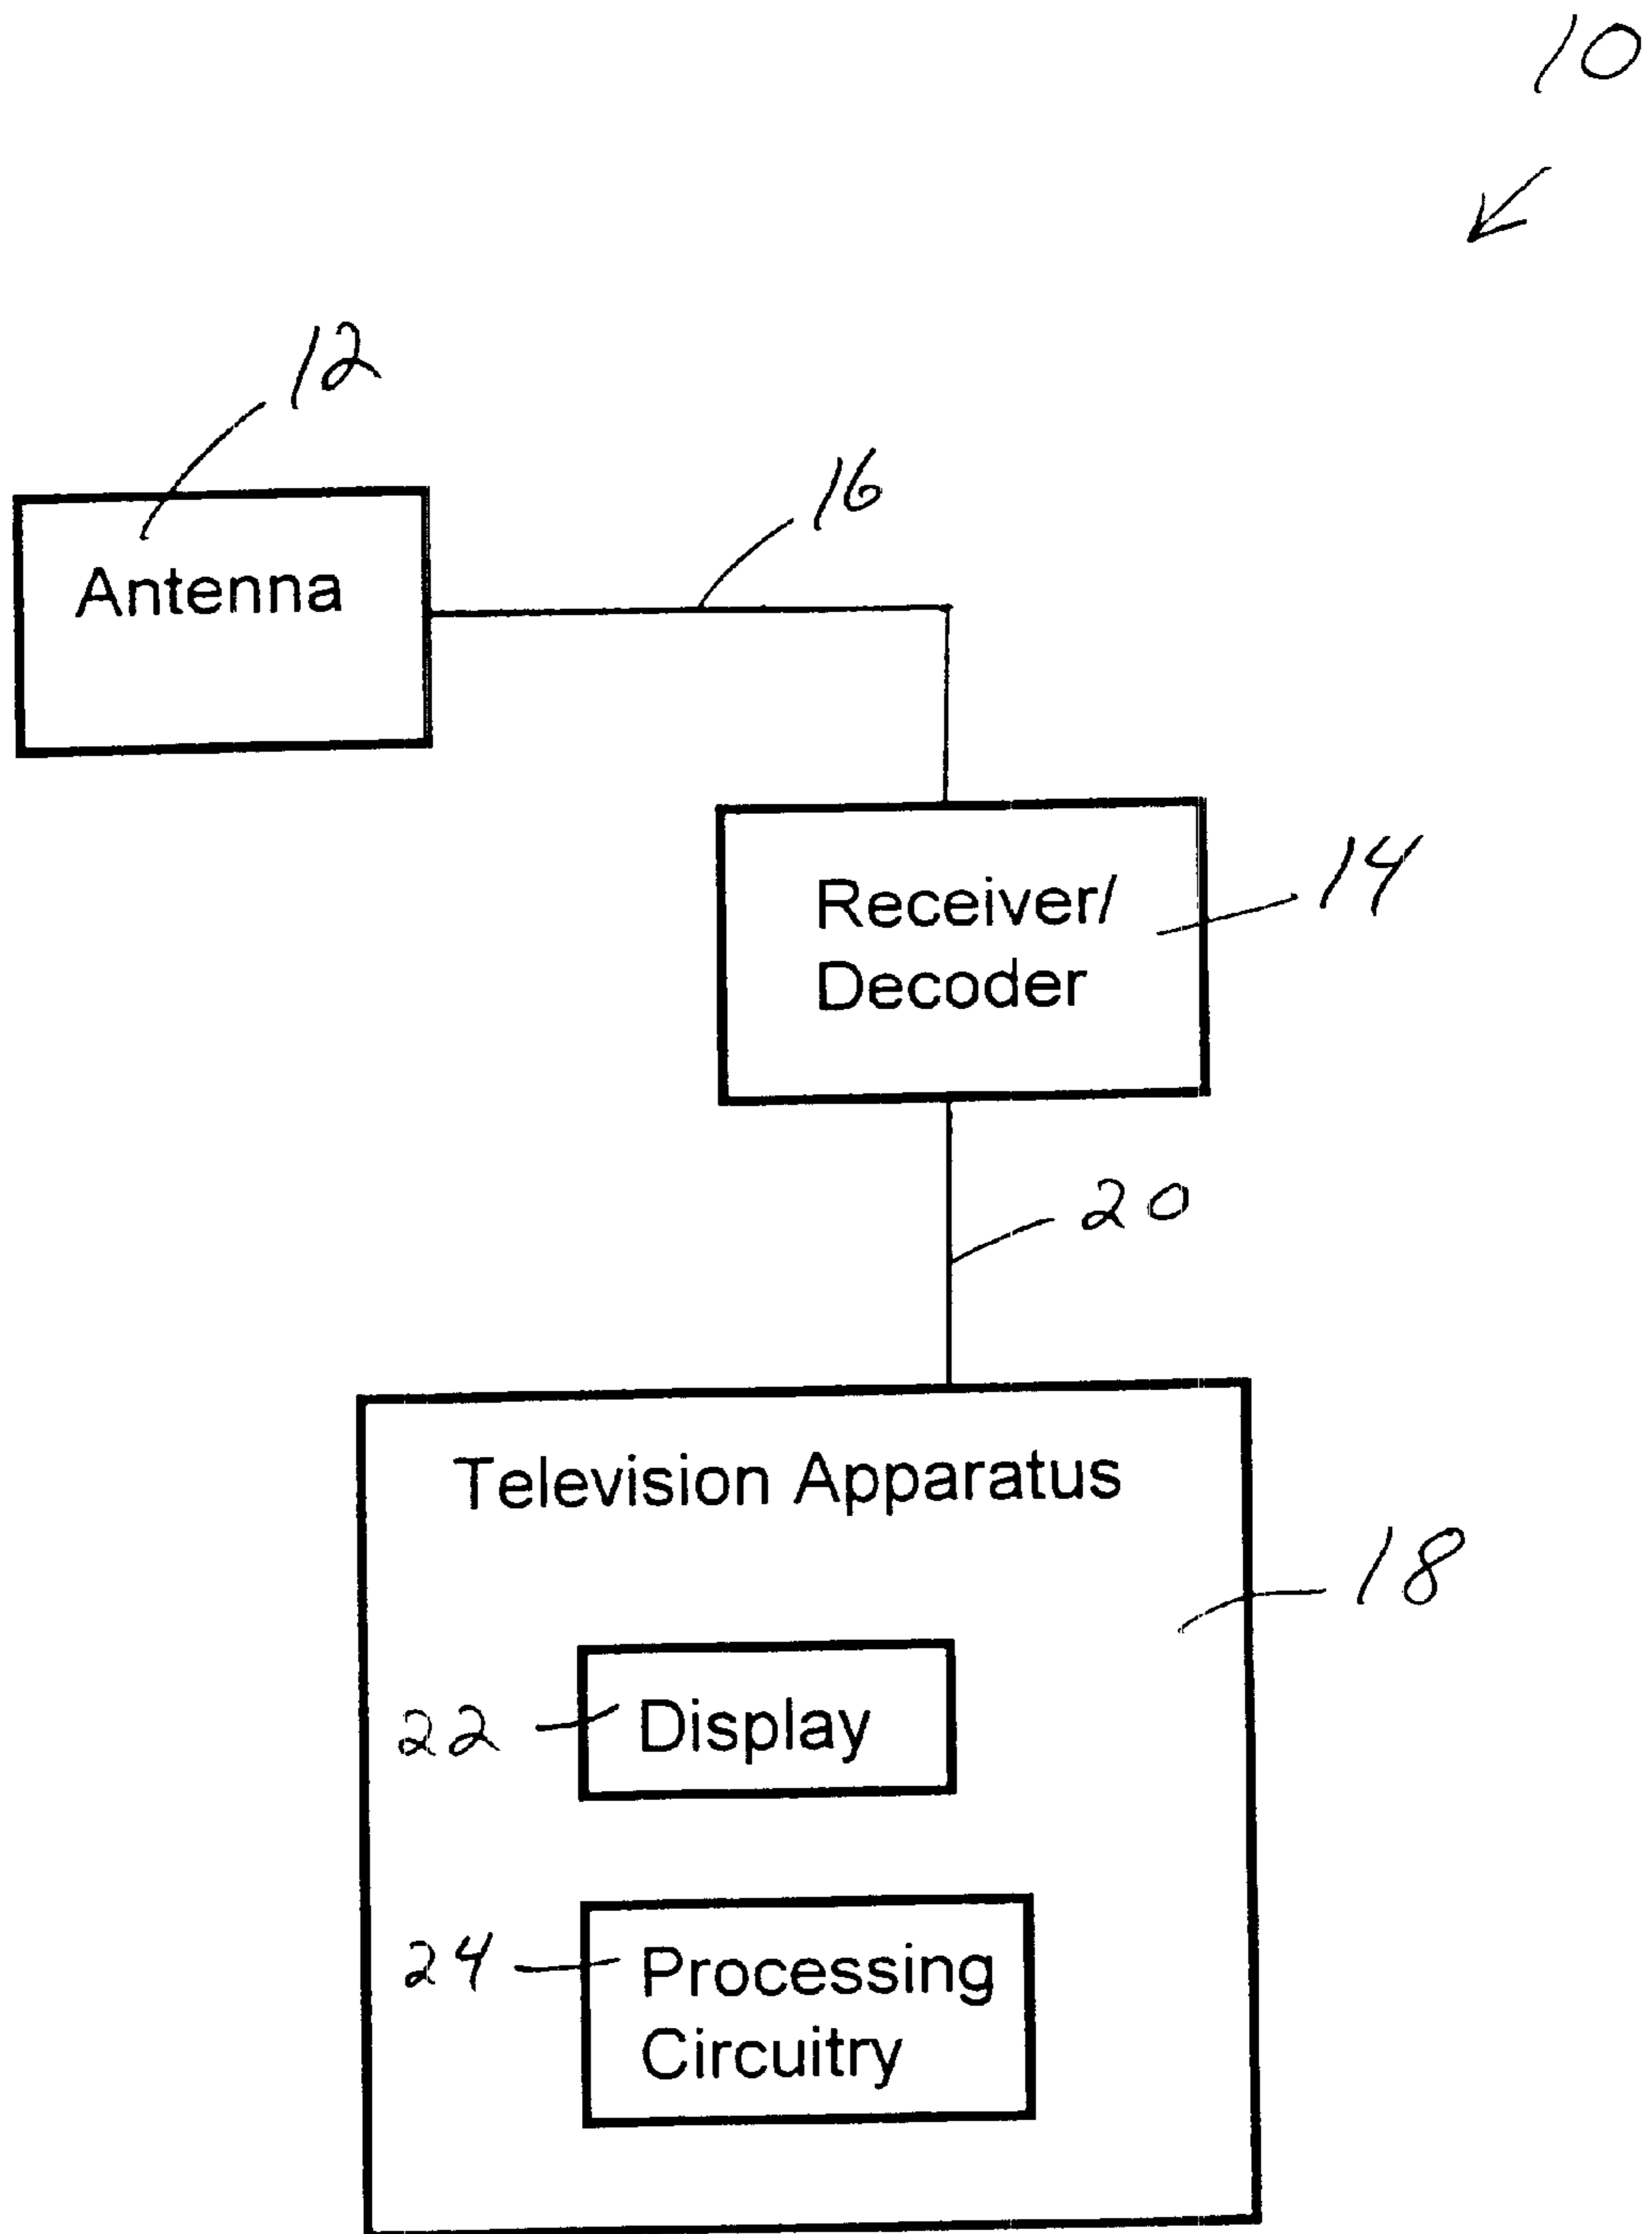 10
12
16
Antenna
14
Receiver/
Decoder
20
Television Apparatus
18
22
Display
24
Processing
Circuitry